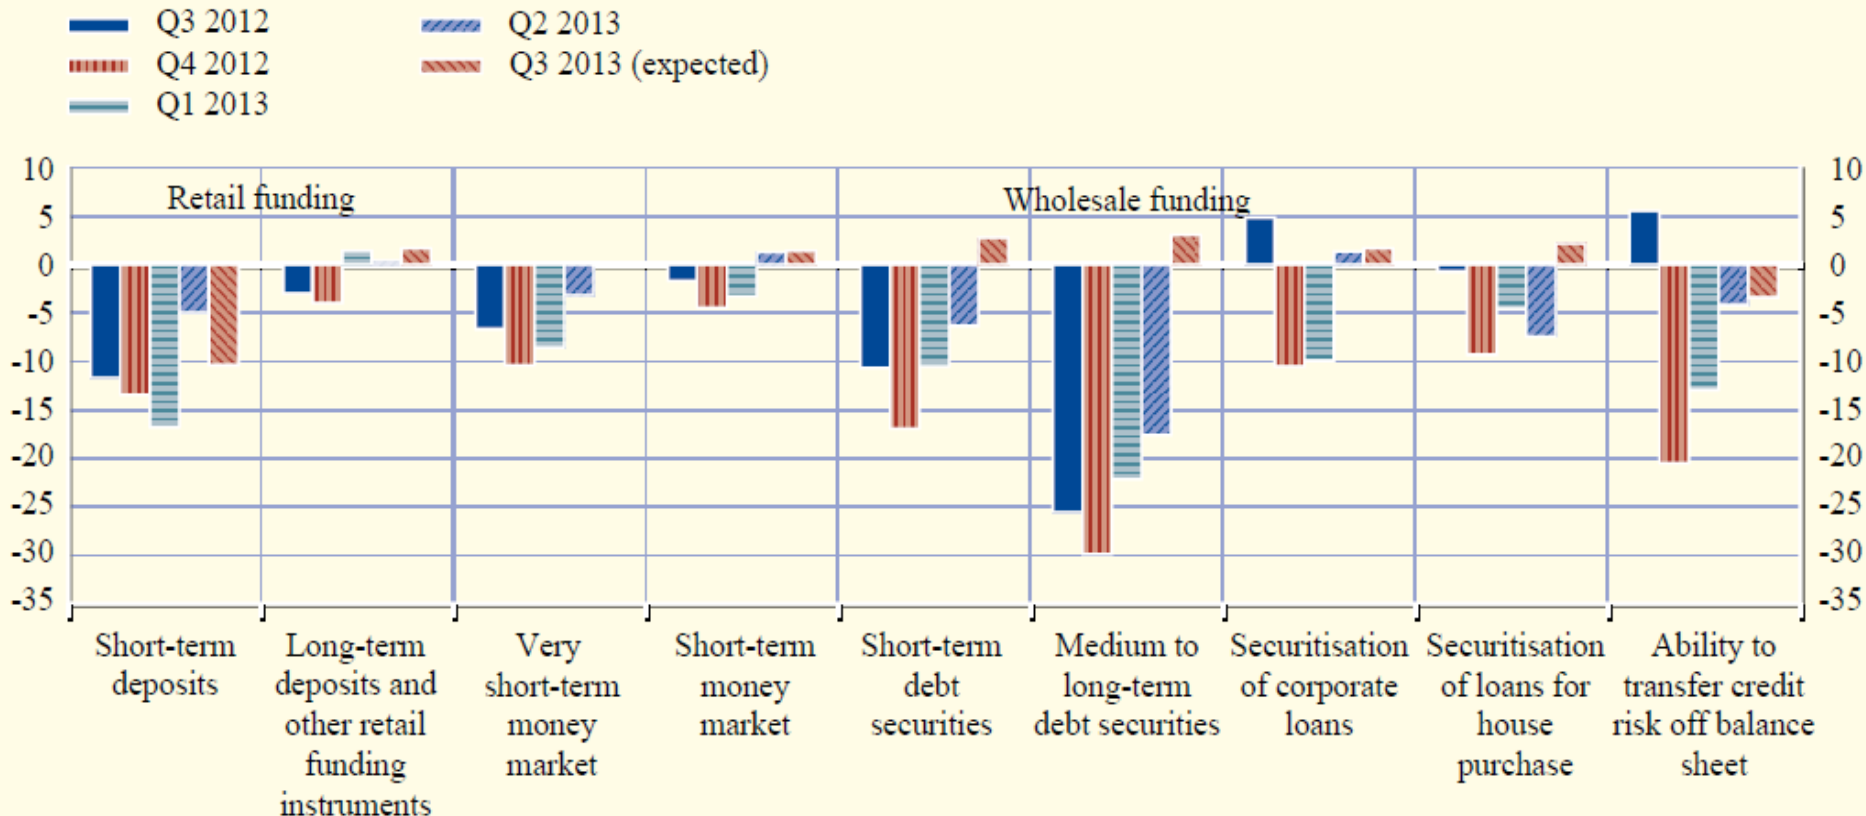 Q3 2012
Q4 2012
Q1 2013
Q2 2013
Q3 2013 (expected)
10
5
0
-5
-10
-15
-20
-25
-30
-35
Retail funding
Wholesale funding
10
5
0
-5
-10
-15
-20
-25
-30
-35
Short-term
deposits
Long-term
deposits and
other retail
funding
instruments
Very
short-term
money
market
Short-term
money
market
Short-term
debt
securities
Medium to
long-term
debt securities
Securitisation
of corporate
loans
Securitisation
of loans for
house
purchase
Ability to
transfer credit
risk off balance
sheet